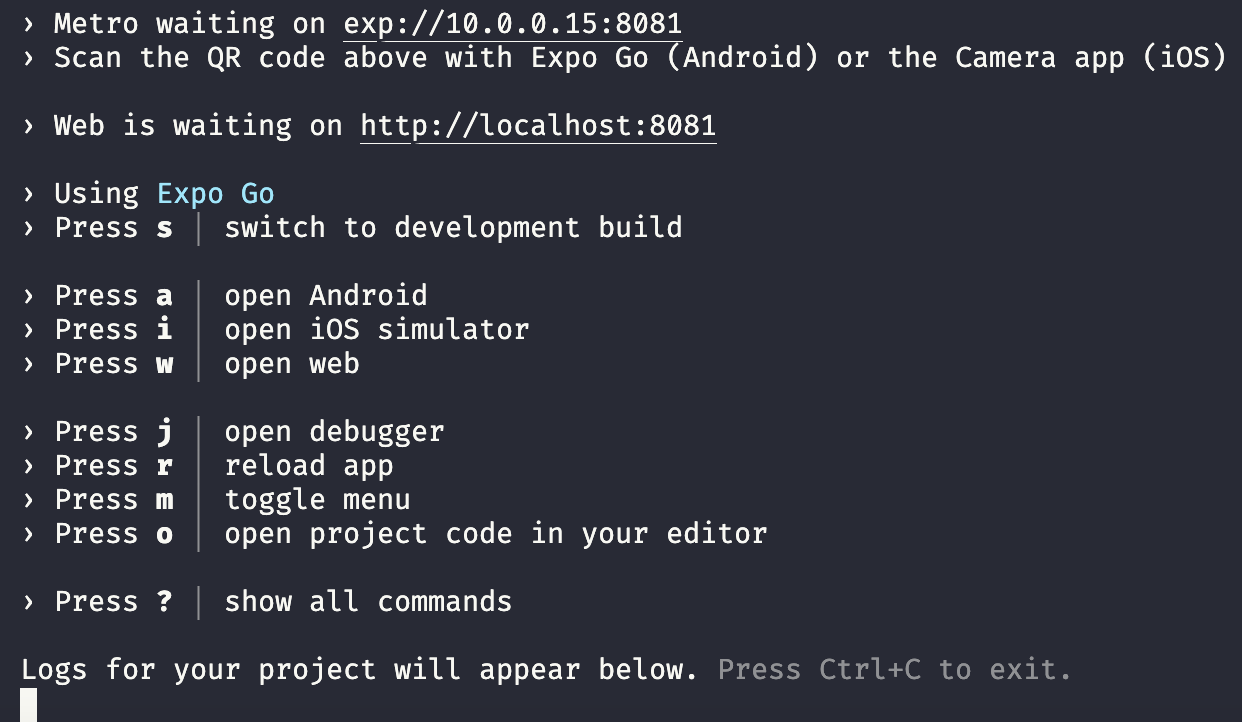 › Metro waiting on exp://10.0.0.15:8081
› Scan the QR code above with Expo Go (Android) or the Camera app (iOS)
› Web is waiting on http://localhost:8081
› Using Expo Go
› Press s │ switch to development build
› Press a │ open Android
› Press i │ open iOS simulator
› Press w │ open web
› Press j │ open debugger
› Press r │ reload app
› Press m │ toggle menu
› Press o │ open project code in your editor
› Press ? │ show all commands
Logs for your project will appear below. Press Ctrl+C to exit.